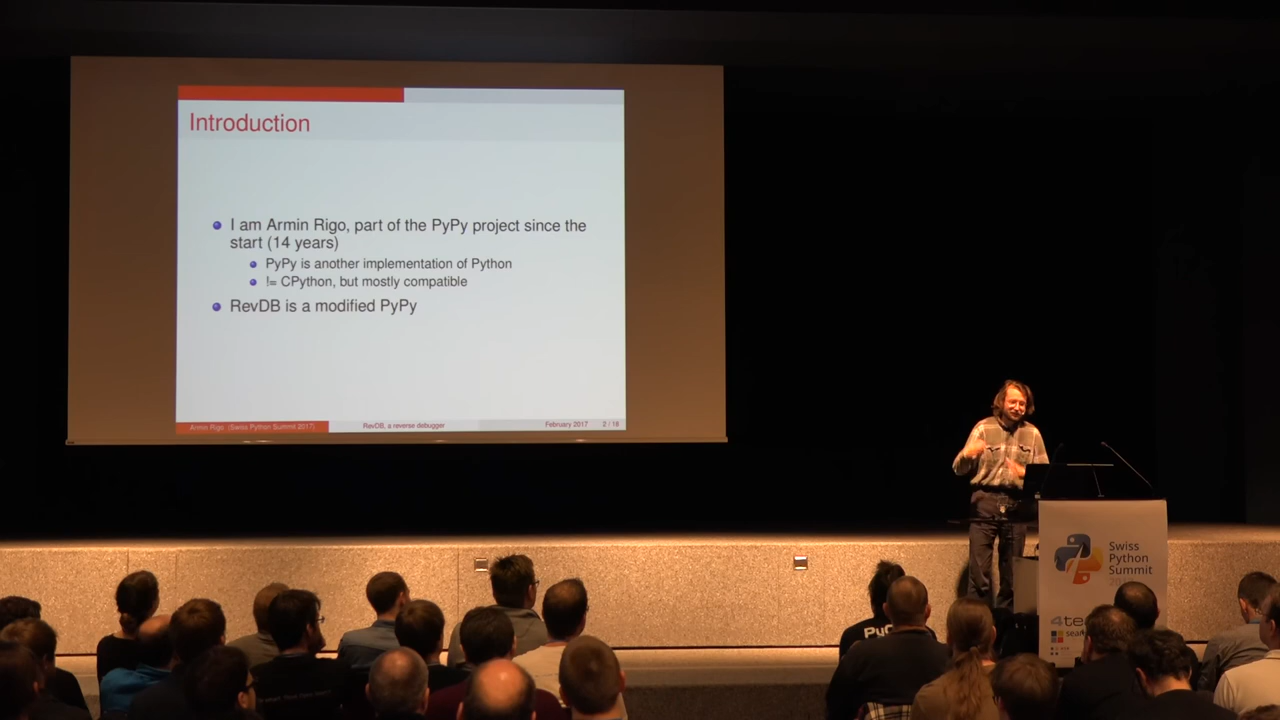 Introduction
I am Armin Rigo, part of the PyPy project since the
start (14 years)
PyPy is another implementation of Python
!= CPython, but mostly compatible
RevDB is a modified PyPy
Armin Rigo (Swiss Python Summit 2017)
RevDB, a reverse debugger
February 2017
2 / 18
Swiss
Python
Summit